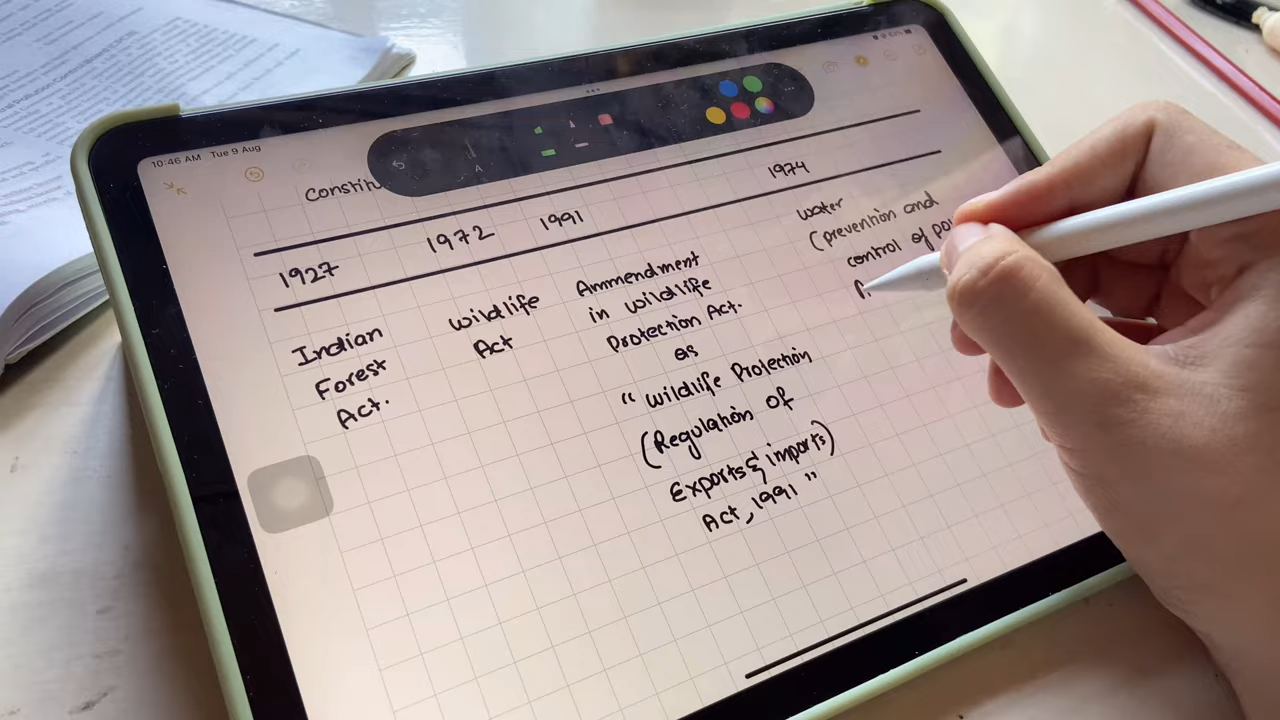 10:46 AM Tue 9 Aug
Constitu
1927
1972
1991
1974
Indian
Forest
Act.
Wildlife
Act
Ammendment
in wildlife
Protection Act.
as
" Wildlife Protection
(Regulation of
Exports & imports)
Act, 1991 "
water
(prevention and
control of po